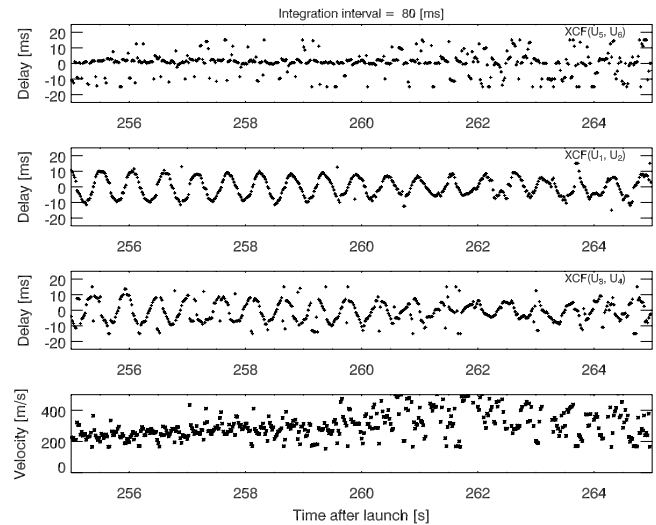 Integration interval = 80 [ms]
XCF(U5, U6)
Delay [ms]
20
10
0
-10
-20
256 258 260 262 264
XCF(U1, U2)
Delay [ms]
20
10
0
-10
-20
256 258 260 262 264
XCF(U3, U4)
Delay [ms]
20
10
0
-10
-20
256 258 260 262 264
Velocity [m/s]
400
200
0
256 258 260 262 264
Time after launch [s]